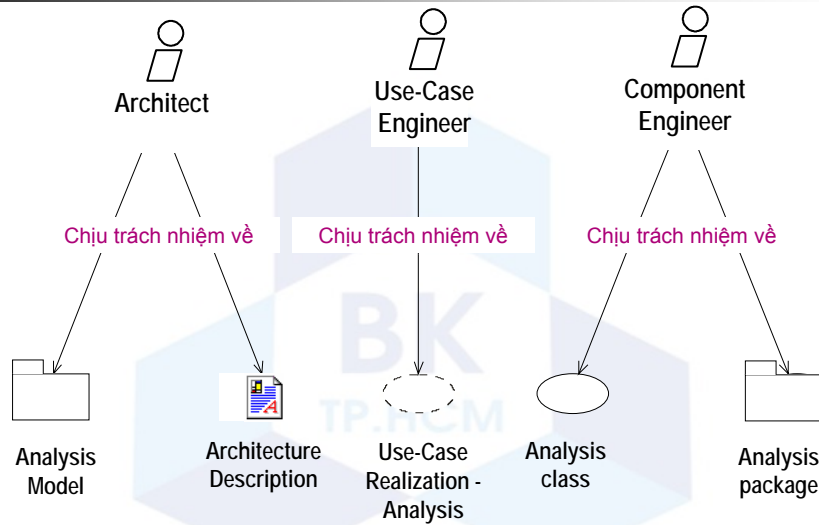 Architect
Use-Case
Engineer
Component
Engineer
Chịu trách nhiệm về
Chịu trách nhiệm về
Chịu trách nhiệm về
BK
TP.HCM
Analysis
Model
Architecture
Description
Use-Case
Realization -
Analysis
Analysis
class
Analysis
package